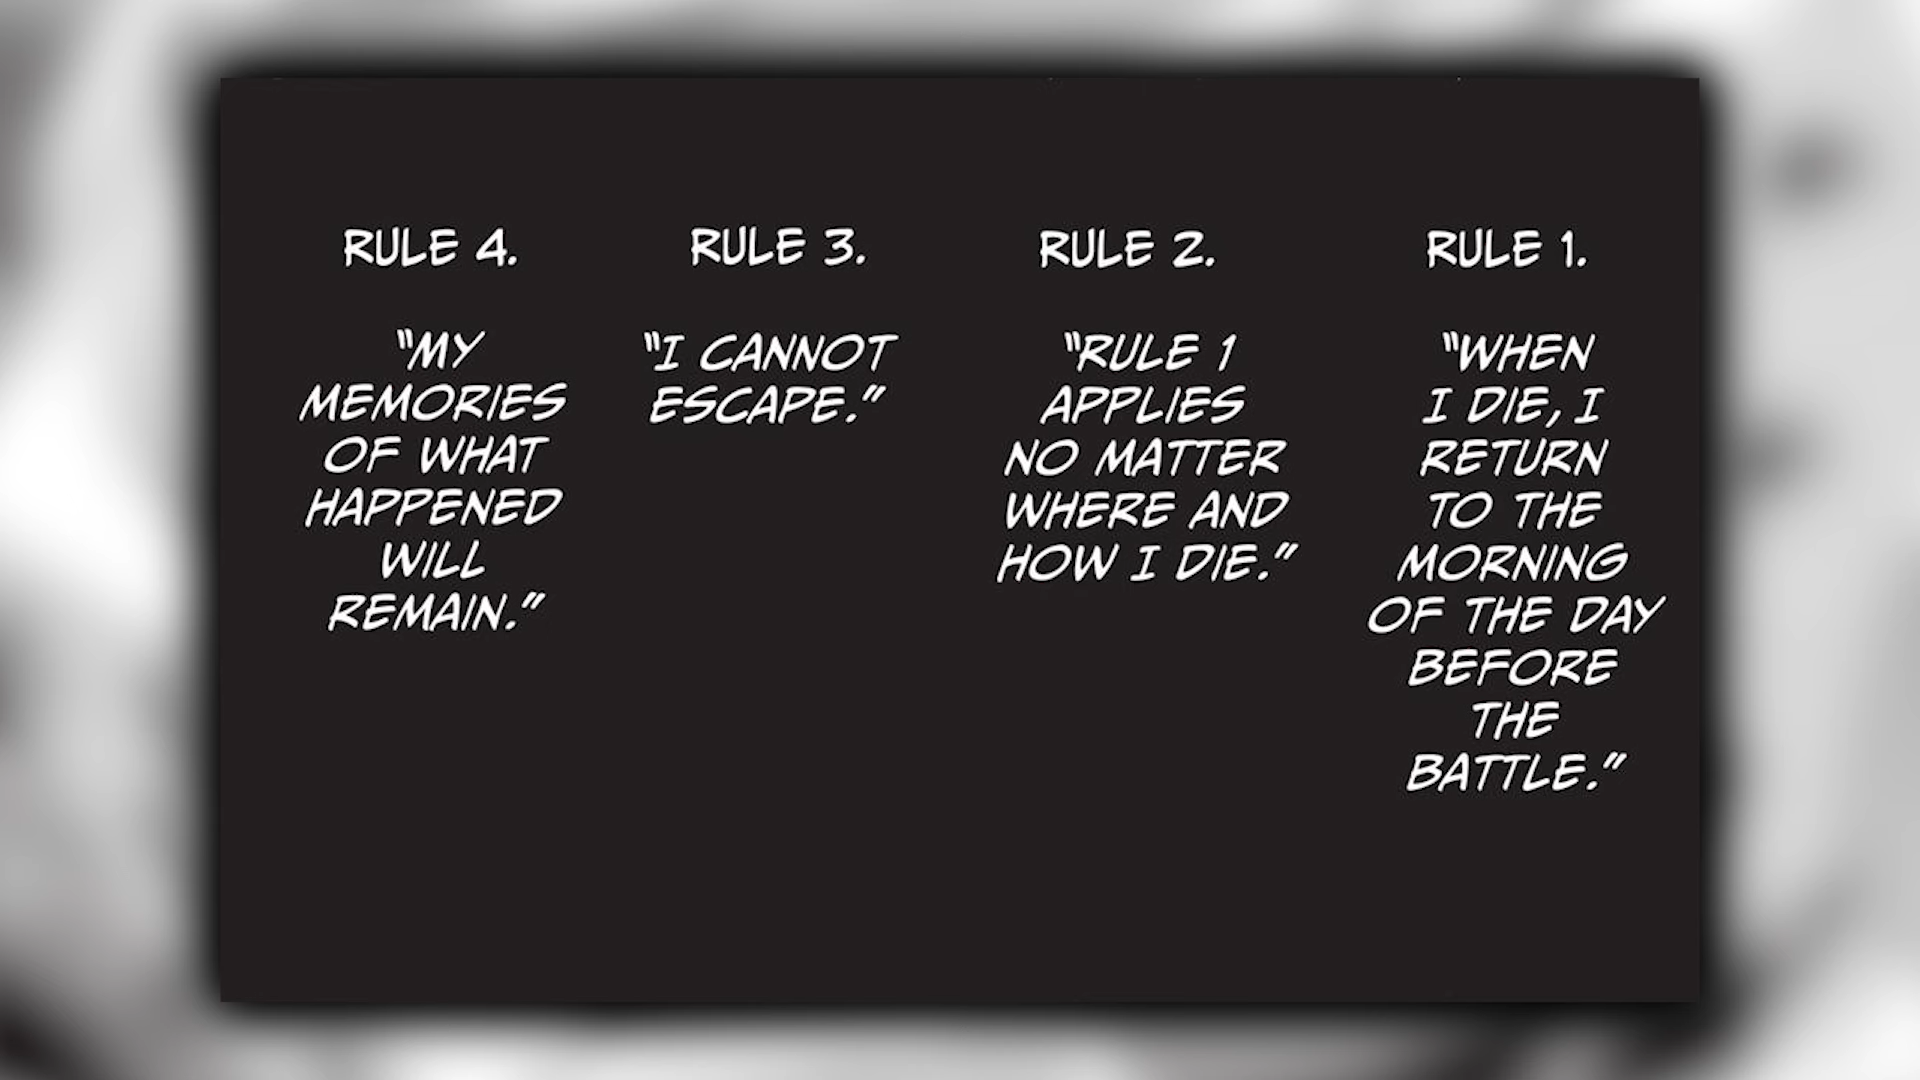 RULE 1.
"WHEN
I DIE, I
RETURN
TO THE
MORNING
OF THE DAY
BEFORE
THE
BATTLE."
RULE 2.
"RULE 1
APPLIES
NO MATTER
WHERE AND
HOW I DIE."
RULE 3.
"I CANNOT
ESCAPE."
RULE 4.
"MY
MEMORIES
OF WHAT
HAPPENED
WILL
REMAIN."